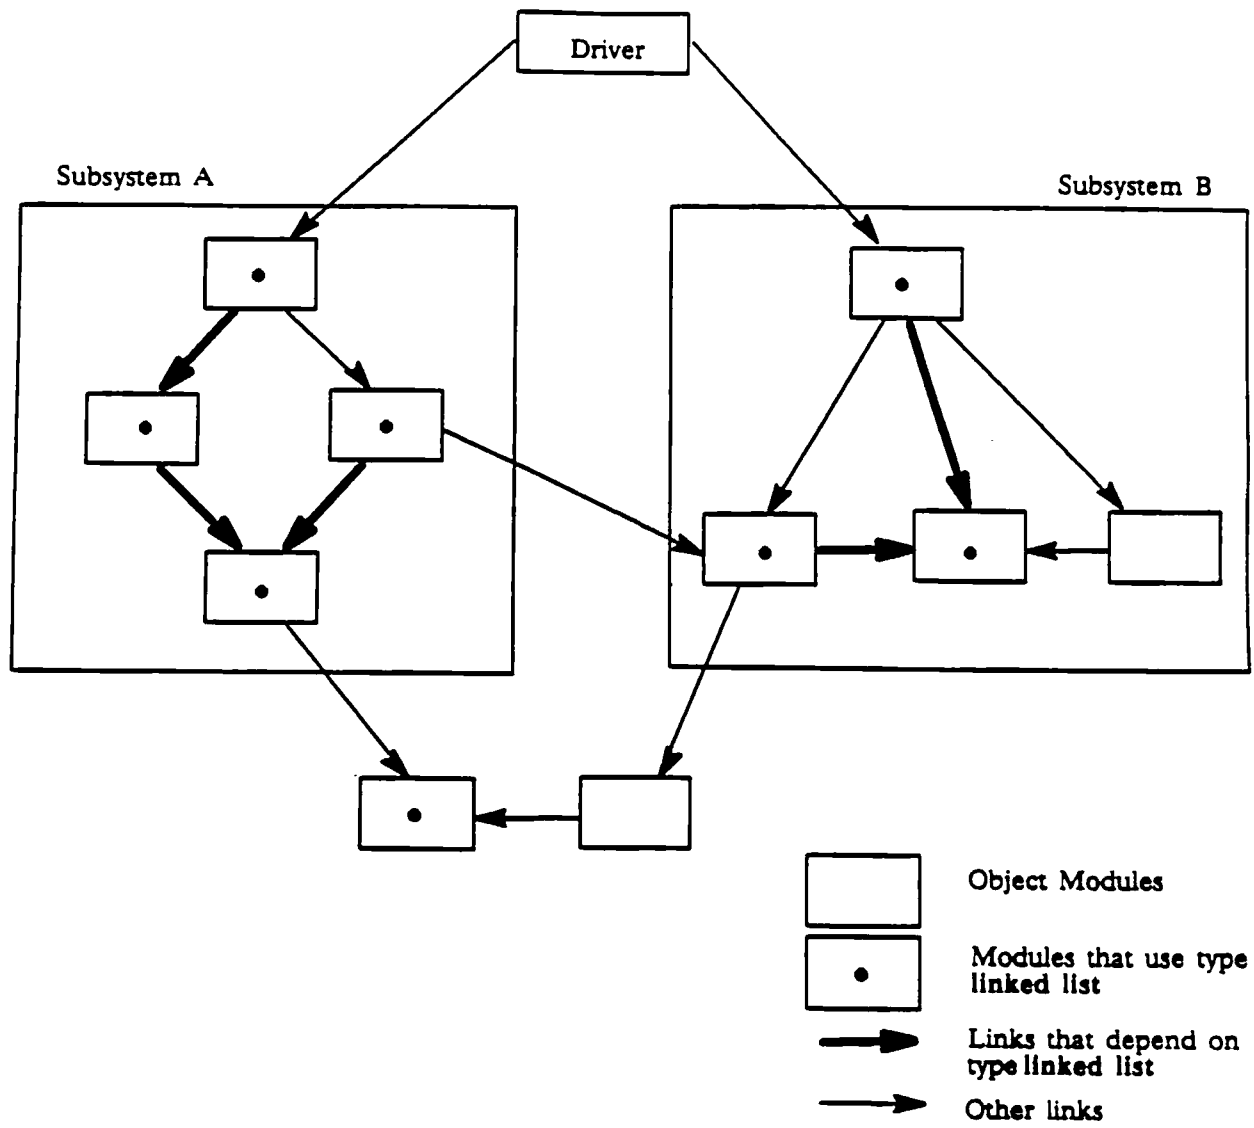 Driver
Subsystem A
Subsystem B
Object Modules
Modules that use type
linked list
Links that depend on
type linked list
Other links